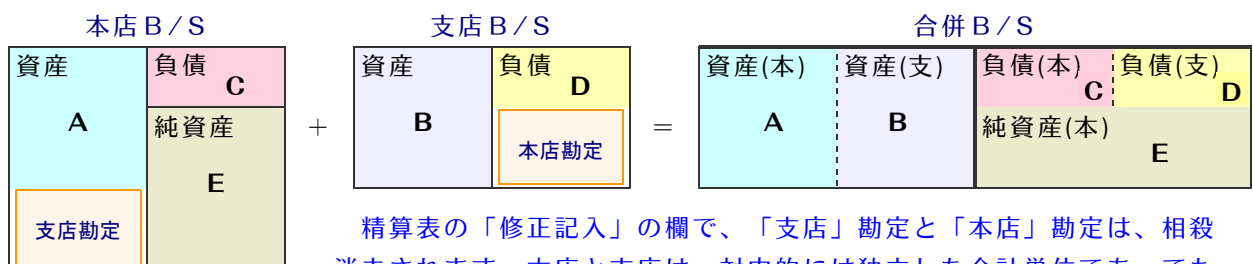 本店Ｂ/Ｓ 支店Ｂ/Ｓ 合併Ｂ/Ｓ
資産 負債 資産 負債 資産(本) 資産(支) 負債(本) 負債(支)
C D C D
A 純資産 + B 本店勘定 = A B 純資産(本)
E E
支店勘定 精算表の「修正記入」の欄で、「支店」勘定と「本店」勘定は、相殺